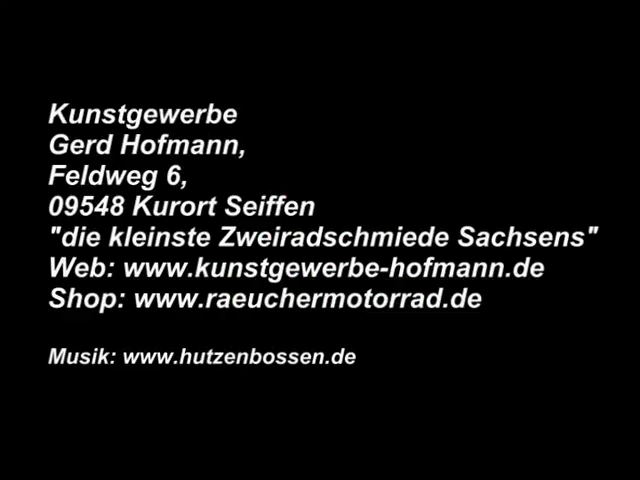 Kunstgewerbe
Gerd Hofmann,
Feldweg 6,
09548 Kurort Seiffen
"die kleinste Zweiradschmiede Sachsens"
Web: www.kunstgewerbe-hofmann.de
Shop: www.raeuchermotorrad.de
Musik: www.hutzenbossen.de